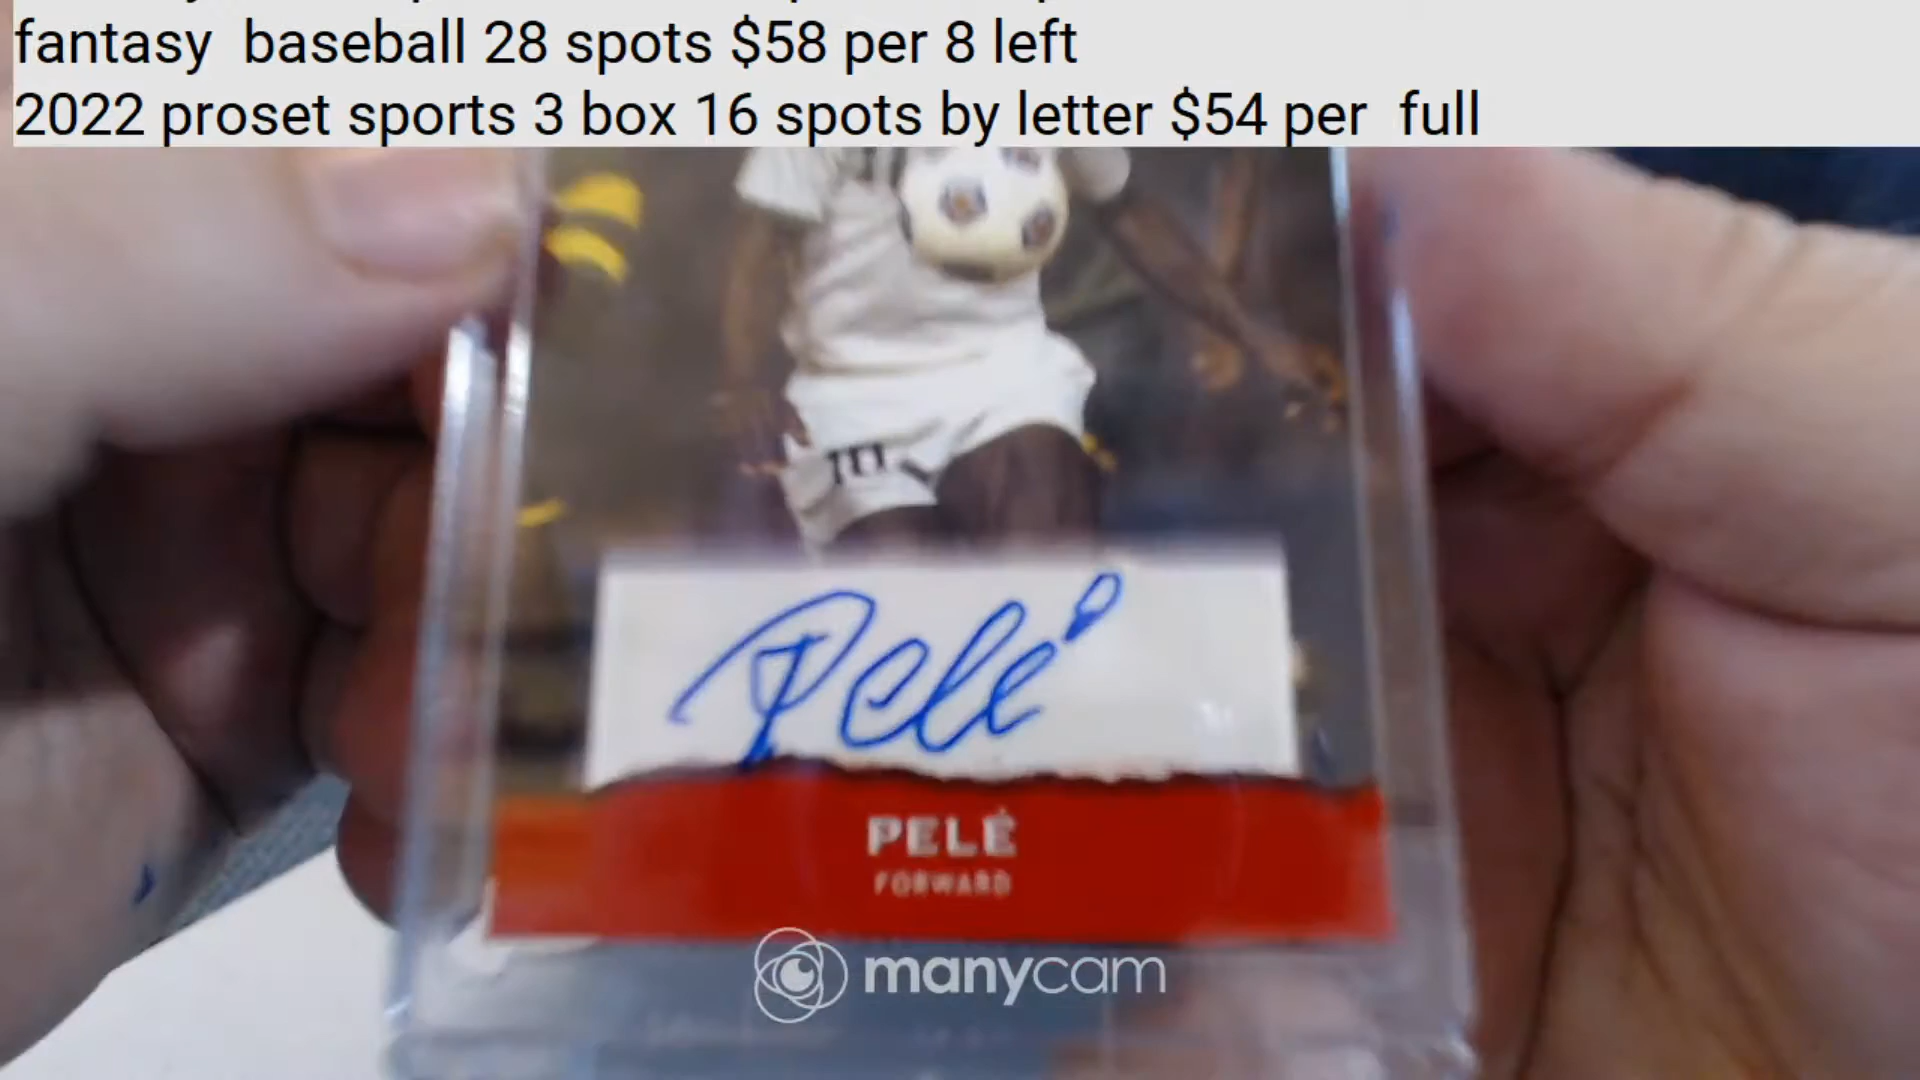 fantasy baseball 28 spots $58 per 8 left
2022 proset sports 3 box 16 spots by letter $54 per full
10
Pelé
PELÉ
FORWARD
manycam